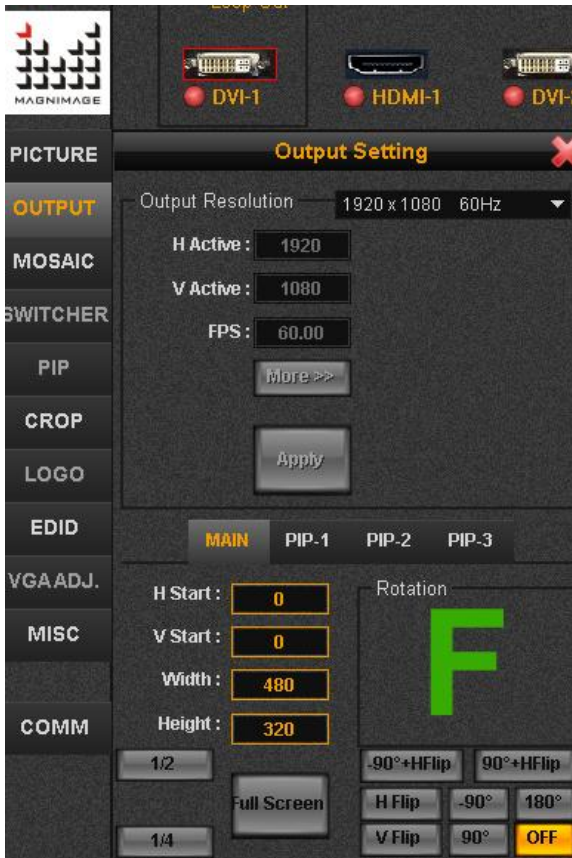 Loop Out
MAGNIMAGE
DVI-1
HDMI-1
DVI-
PICTURE
Output Setting
OUTPUT
Output Resolution
1920 x 1080 60Hz
MOSAIC
H Active :
1920
V Active :
1080
SWITCHER
FPS :
60.00
PIP
More >>
CROP
Apply
LOGO
EDID
MAIN
PIP-1
PIP-2
PIP-3
VGA ADJ.
H Start :
0
Rotation
F
MISC
V Start :
0
Width :
480
COMM
Height :
320
1/2
Full Screen
1/4
-90°+HFlip
90°+HFlip
H Flip
-90°
180°
V Flip
90°
OFF